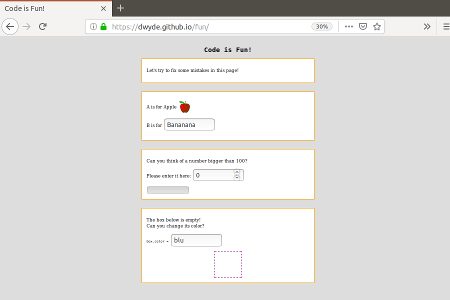 Code is Fun!
https://dwyde.github.io/fun/
30%
Code is Fun!
Let's try to fix some mistakes in this page!
A is for Apple
B is for Bananana
Can you think of a number bigger than 100?
Please enter it here: 0
The box below is empty!
Can you change its color?
box.color = blu